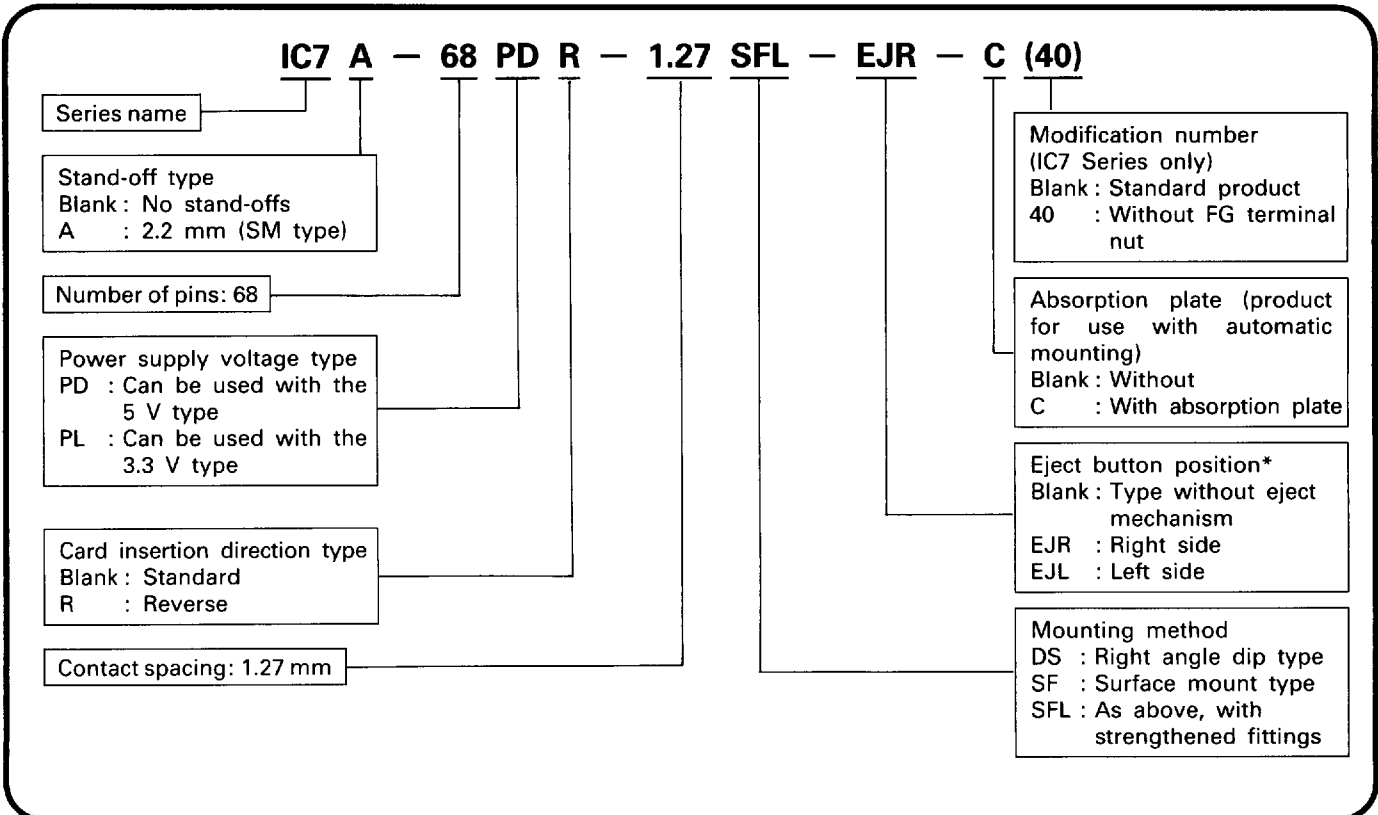 IC7 A – 68 PD R – 1.27 SFL – EJR – C (40)
Series name
Stand-off type
Blank : No stand-offs
A : 2.2 mm (SM type)
Number of pins: 68
Power supply voltage type
PD : Can be used with the
5 V type
PL : Can be used with the
3.3 V type
Card insertion direction type
Blank : Standard
R : Reverse
Contact spacing: 1.27 mm
Modification number
(IC7 Series only)
Blank : Standard product
40 : Without FG terminal
nut
Absorption plate (product
for use with automatic
mounting)
Blank : Without
C : With absorption plate
Eject button position*
Blank : Type without eject
mechanism
EJR : Right side
EJL : Left side
Mounting method
DS : Right angle dip type
SF : Surface mount type
SFL : As above, with
strengthened fittings